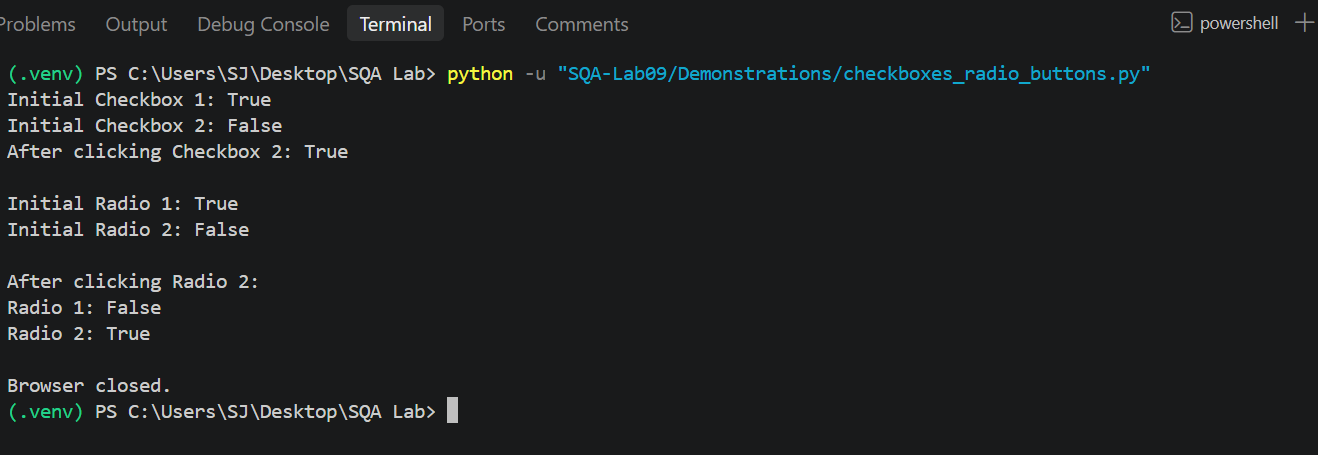 Problems Output Debug Console Terminal Ports Comments powershell
(.venv) PS C:\Users\SJ\Desktop\SQA Lab> python -u "SQA-Lab09/Demonstrations/checkboxes_radio_buttons.py"
Initial Checkbox 1: True
Initial Checkbox 2: False
After clicking Checkbox 2: True
Initial Radio 1: True
Initial Radio 2: False
After clicking Radio 2:
Radio 1: False
Radio 2: True
Browser closed.
(.venv) PS C:\Users\SJ\Desktop\SQA Lab>